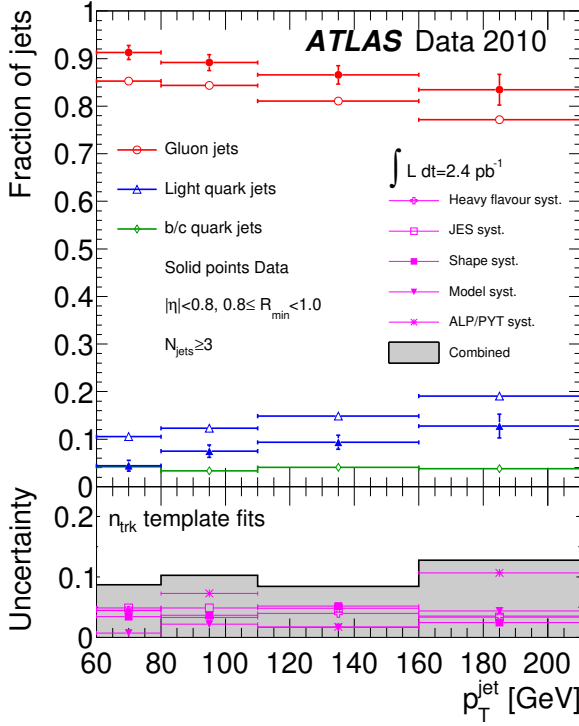 ATLAS Data 2010
Fraction of jets
1
0.9
0.8
0.7
0.6
0.5
0.4
0.3
0.2
0.1
0
Gluon jets
Light quark jets
b/c quark jets
Solid points Data
|η|<0.8, 0.8≤ R_min<1.0
N_jets≥3
∫ L dt=2.4 pb⁻¹
Heavy flavour syst.
JES syst.
Shape syst.
Model syst.
ALP/PYT syst.
Combined
Uncertainty
0.2
0.1
0
n_trk template fits
60 80 100 120 140 160 180 200
p_T^jet [GeV]